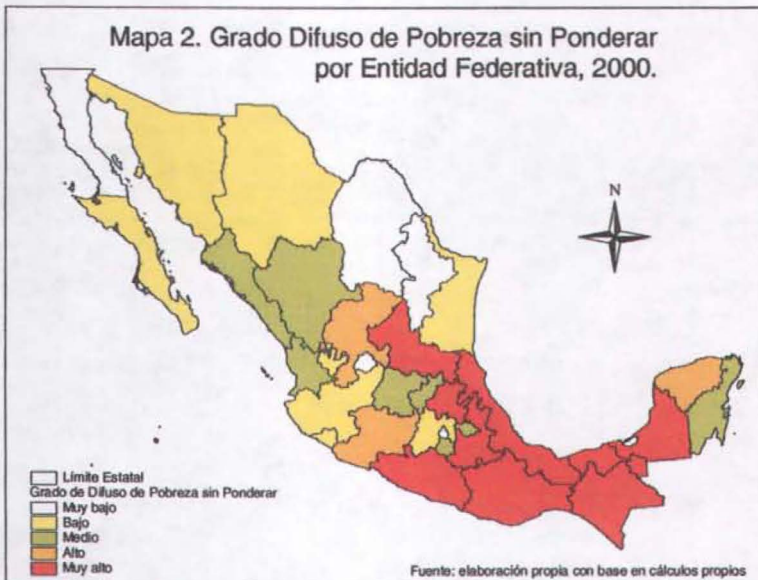 Mapa 2. Grado Difuso de Pobreza sin Ponderar
por Entidad Federativa, 2000.
N
Límite Estatal
Grado de Difuso de Pobreza sin Ponderar
Muy bajo
Bajo
Medio
Alto
Muy alto
Fuente: elaboración propia con base en cálculos propios